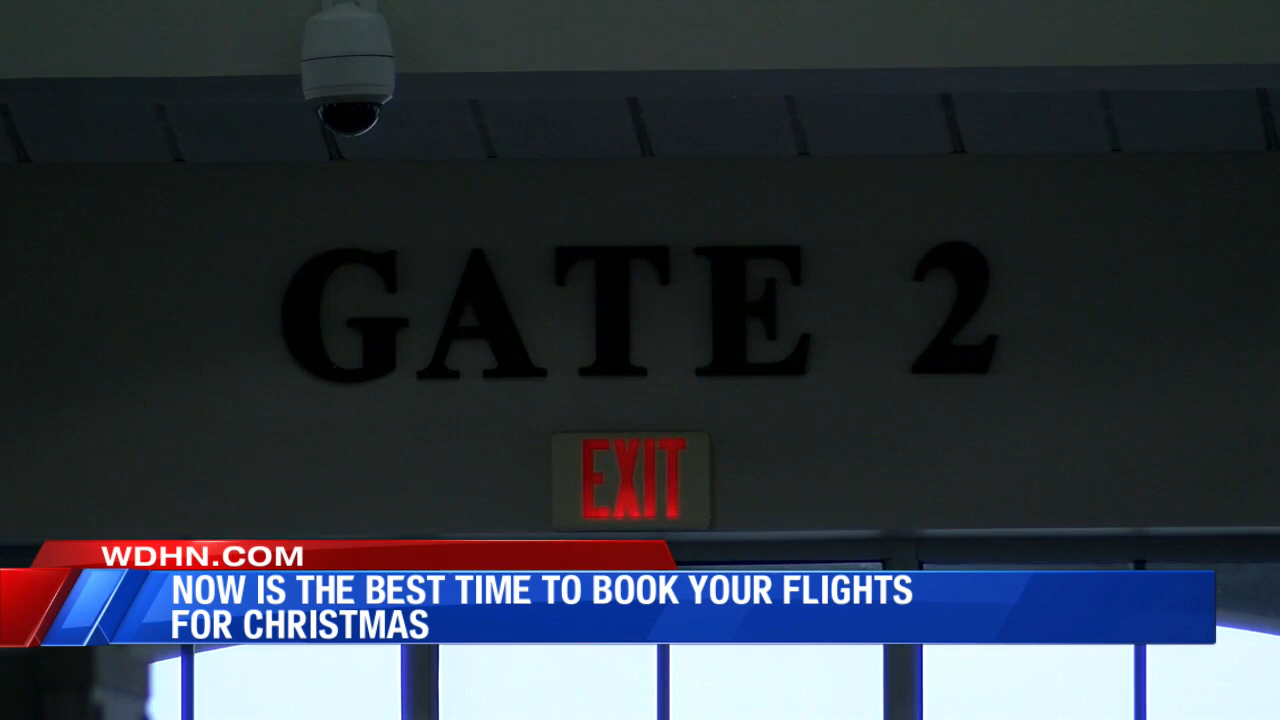 GATE 2
EXIT
WDHN.COM
NOW IS THE BEST TIME TO BOOK YOUR FLIGHTS
FOR CHRISTMAS